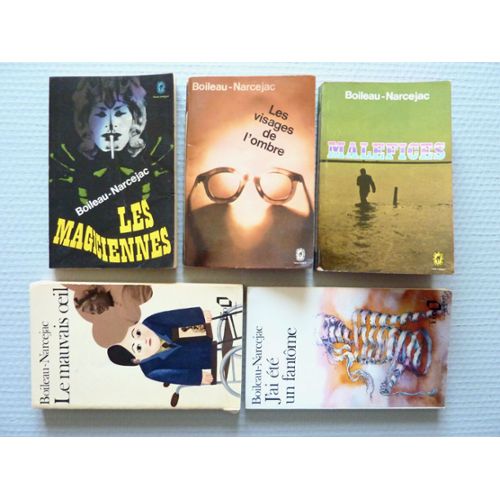 Boileau-Narcejac
LES
MAGICIENNES
Boileau-Narcejac
Les
visages
de
l'ombre
Boileau-Narcejac
MALEFICES
Boileau-Narcejac
Le mauvais œil
Boileau-Narcejac
J'ai été
un fantôme